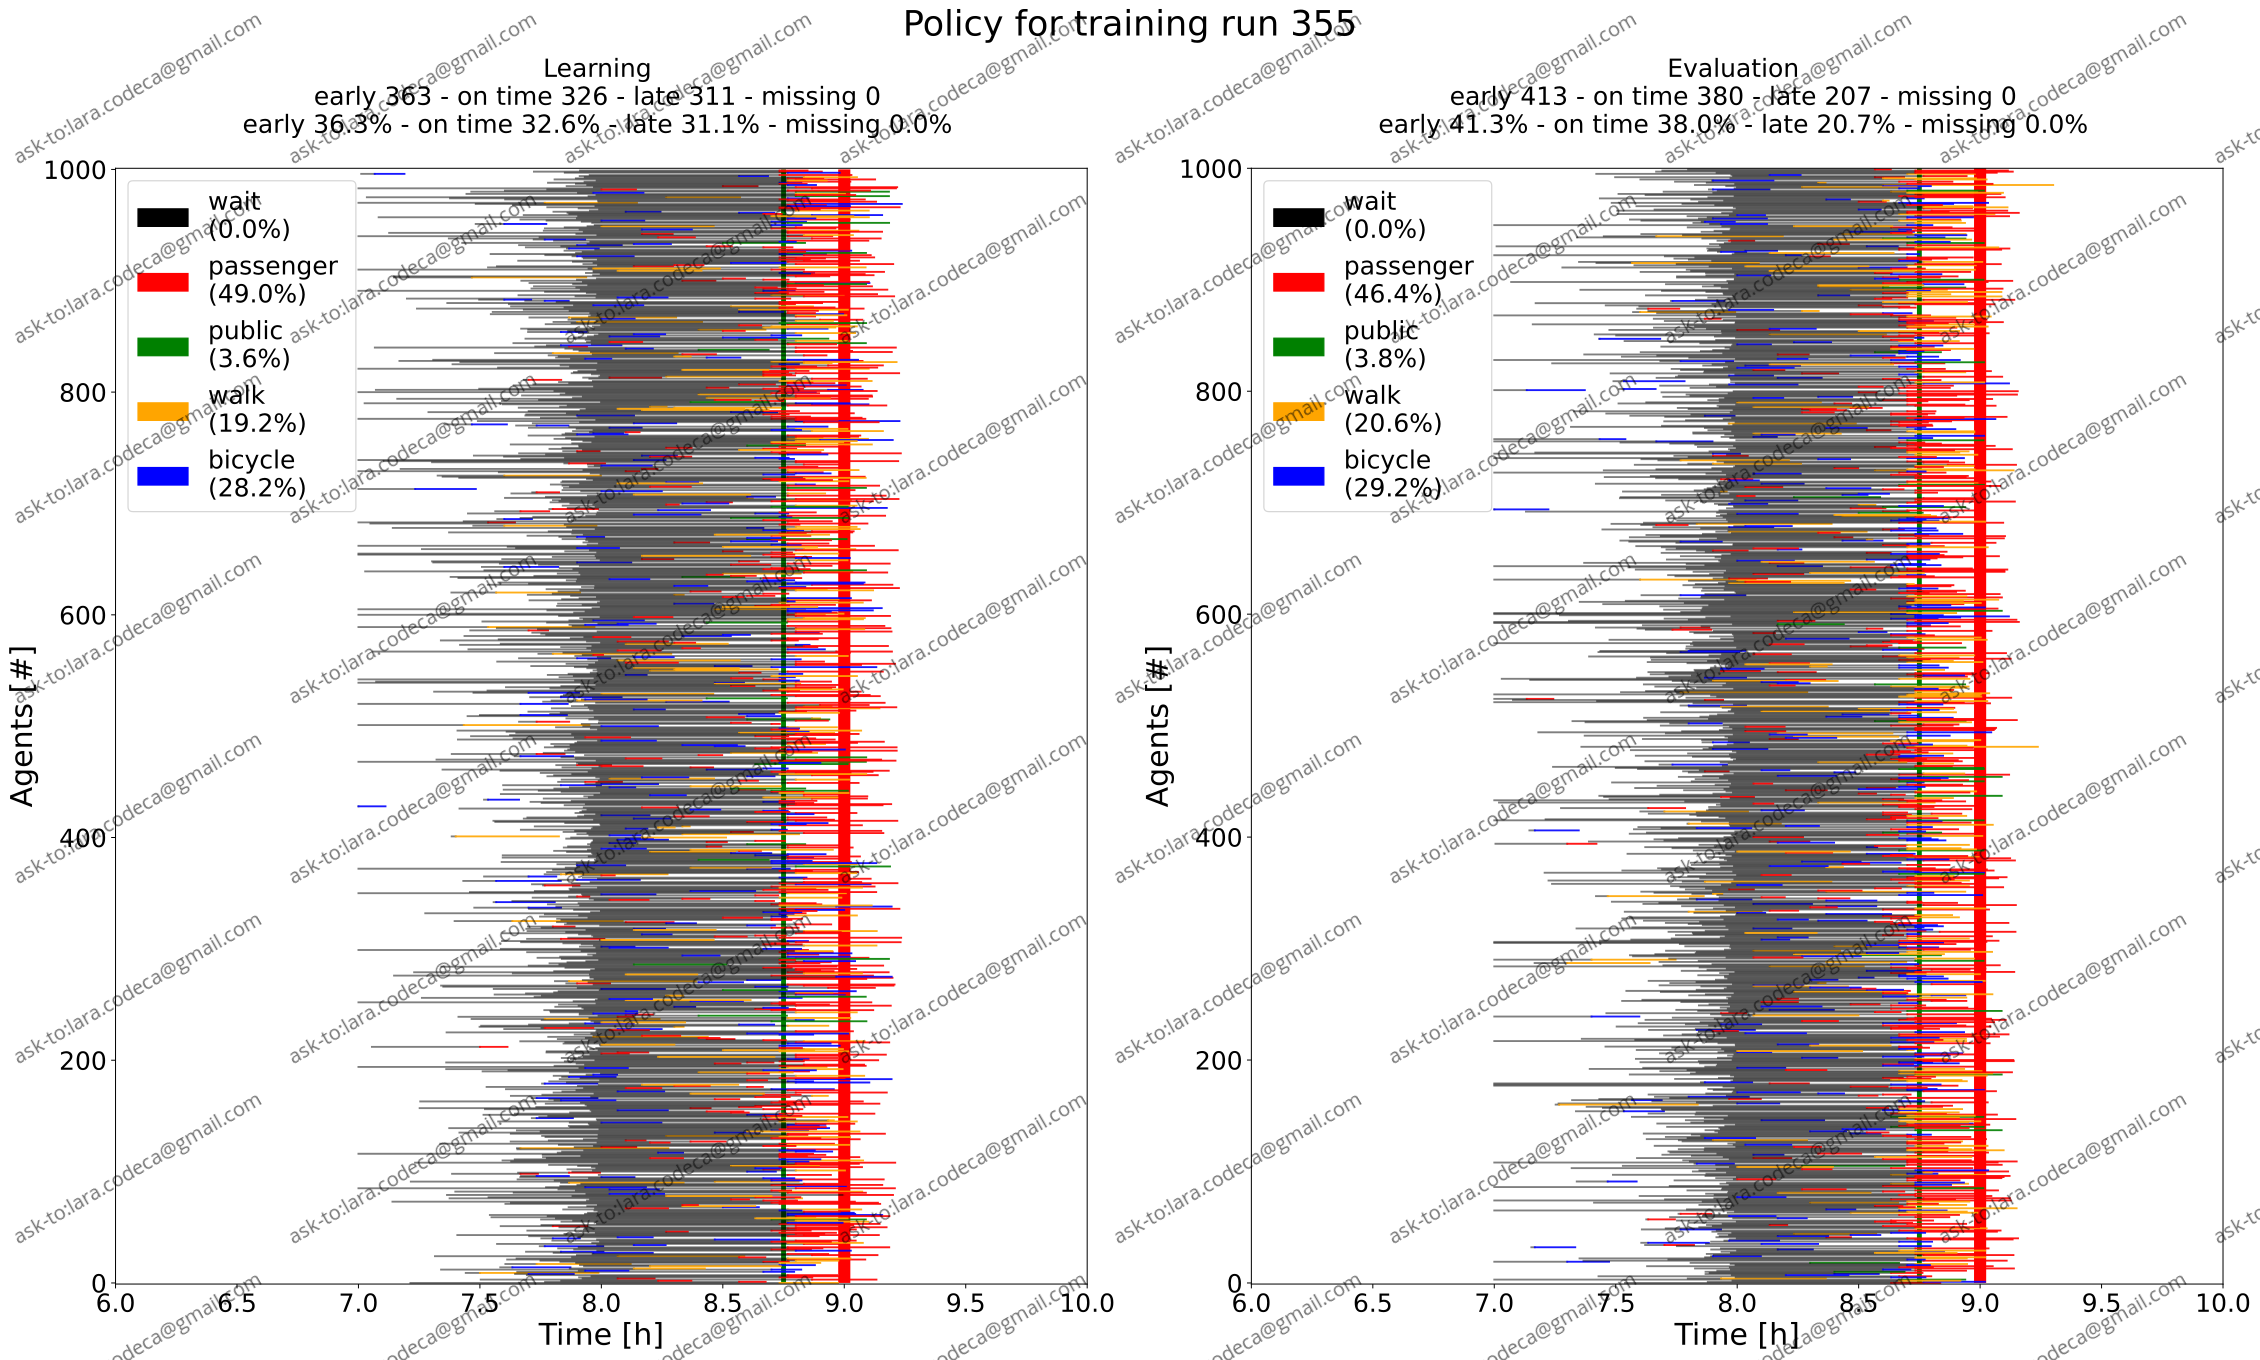 Policy for training run 355
Learning
early 363 - on time 326 - late 311 - missing 0
early 36.3% - on time 32.6% - late 31.1% - missing 0.0%
1000
800
600
400
200
0
Agents [#]
wait
(0.0%)
passenger
(49.0%)
public
(3.6%)
walk
(19.2%)
bicycle
(28.2%)
6.0 6.5 7.0 7.5 8.0 8.5 9.0 9.5 10.0
Time [h]
Evaluation
early 413 - on time 380 - late 207 - missing 0
early 41.3% - on time 38.0% - late 20.7% - missing 0.0%
1000
800
600
400
200
0
Agents [#]
wait
(0.0%)
passenger
(46.4%)
public
(3.8%)
walk
(20.6%)
bicycle
(29.2%)
6.0 6.5 7.0 7.5 8.0 8.5 9.0 9.5 10.0
Time [h]
ask-to:lara.codeca@gmail.com